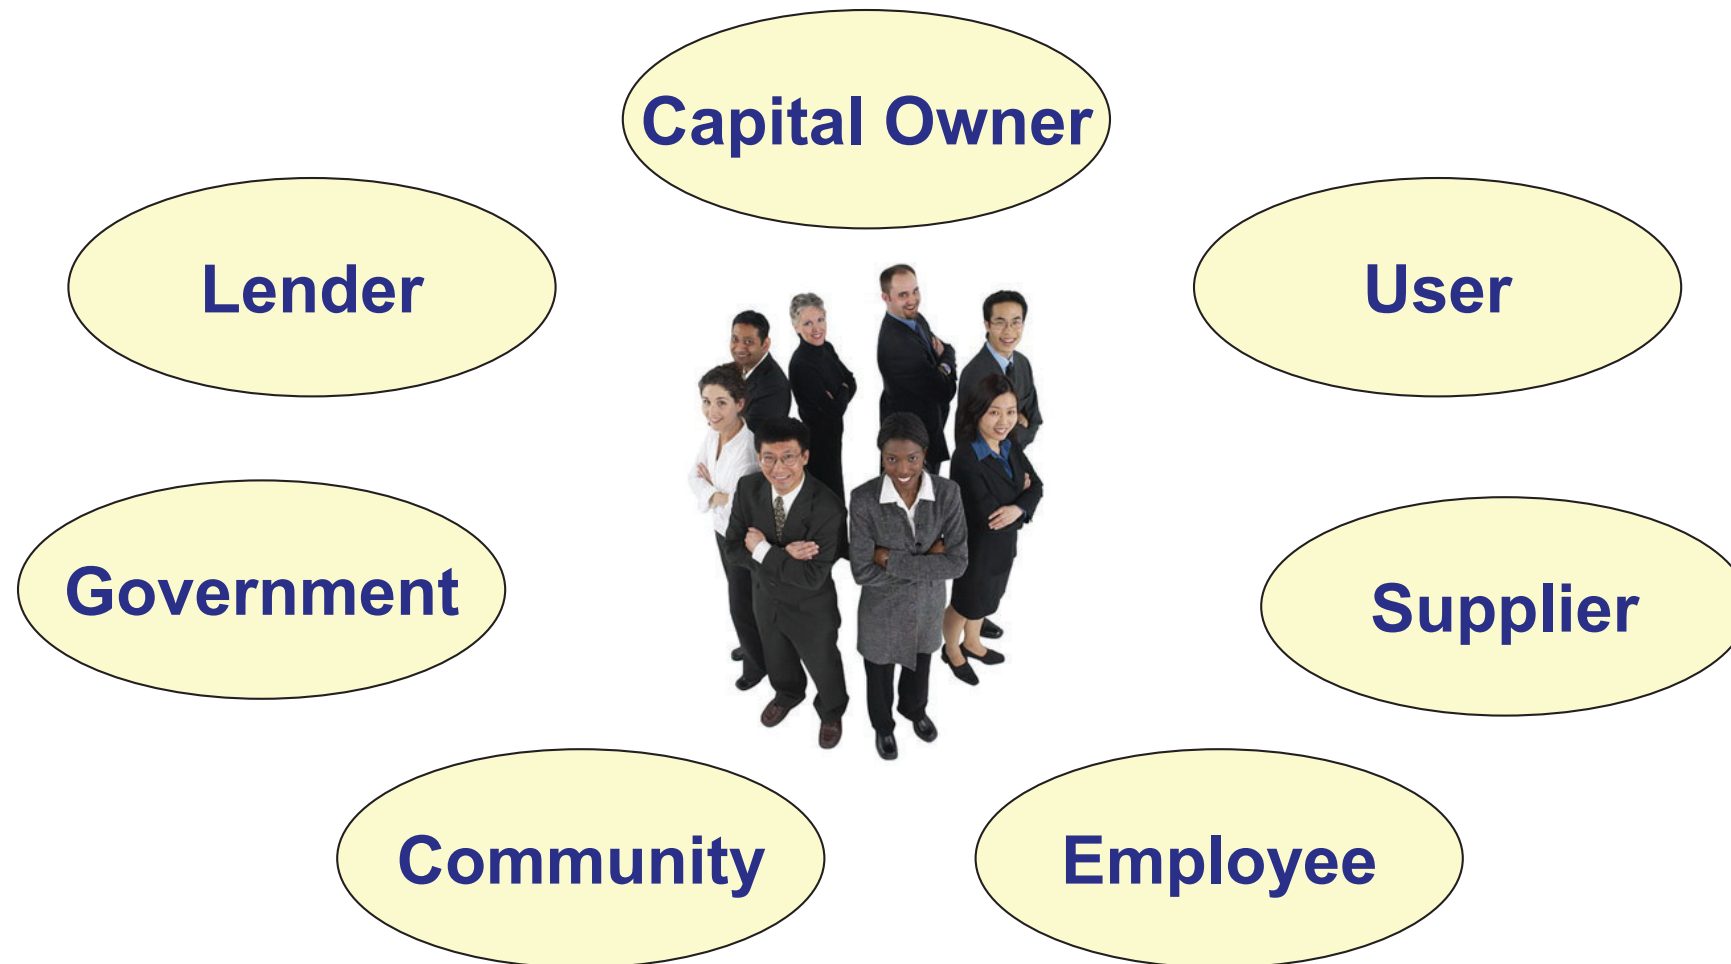 Capital Owner
Lender
User
Government
Supplier
Community
Employee